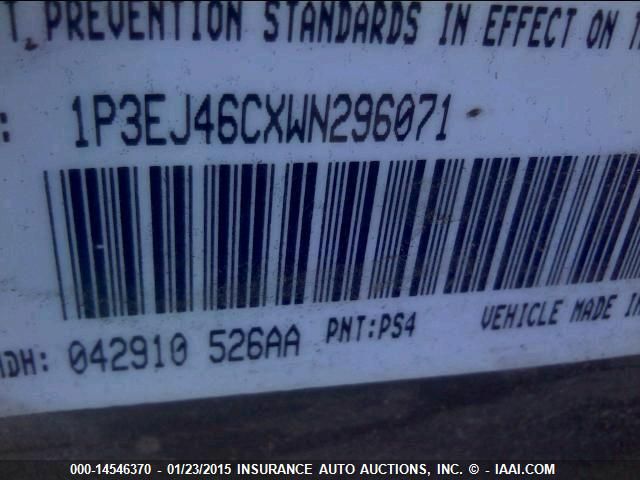 T PREVENTION STANDARDS IN EFFECT ON
: 1P3EJ46CXWN296071
MDH: 042910 526AA PNT:PS4 VEHICLE MADE IN
000-14546370 - 01/23/2015 INSURANCE AUTO AUCTIONS, INC. © - IAAI.COM